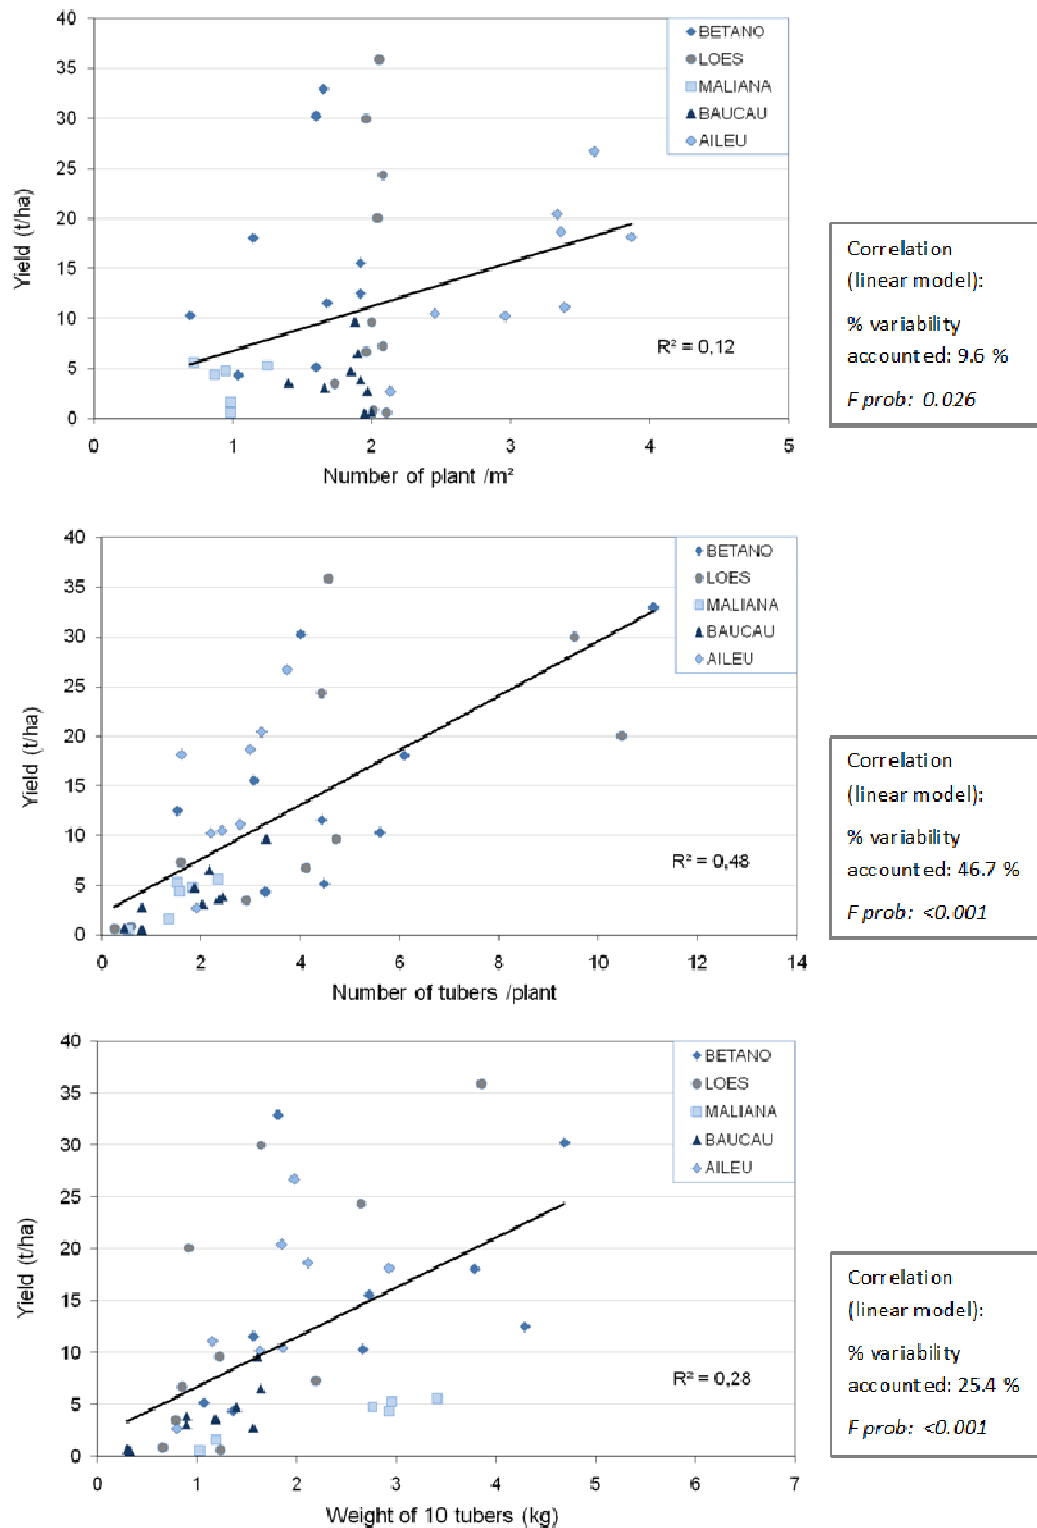 40
35
30
25
20
15
10
5
0
Yield (t/ha)
BETANO
LOES
MALIANA
BAUCAU
AILEU
R² = 0,12
0 1 2 3 4 5
Number of plant /m²
Correlation
(linear model):
% variability
accounted: 9.6 %
F prob: 0.026
40
35
30
25
20
15
10
5
0
Yield (t/ha)
BETANO
LOES
MALIANA
BAUCAU
AILEU
R² = 0,48
0 2 4 6 8 10 12 14
Number of tubers /plant
Correlation
(linear model):
% variability
accounted: 46.7 %
F prob: <0.001
40
35
30
25
20
15
10
5
0
Yield (t/ha)
BETANO
LOES
MALIANA
BAUCAU
AILEU
R² = 0,28
0 1 2 3 4 5 6 7
Weight of 10 tubers (kg)
Correlation
(linear model):
% variability
accounted: 25.4 %
F prob: <0.001